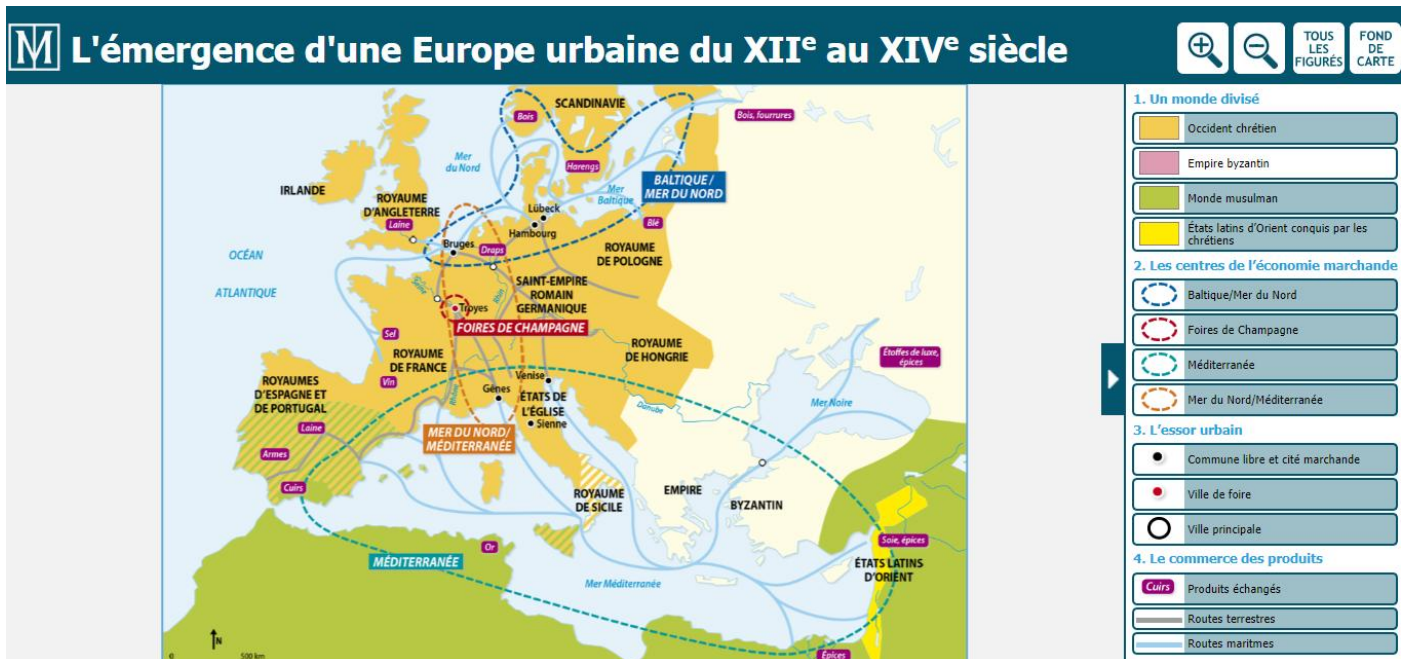 M
L'émergence d'une Europe urbaine du XIIe au XIVe siècle
TOUS
LES
FIGURÉS
FOND
DE
CARTE
SCANDINAVIE
Bois
Bois, fourrures
Mer
du Nord
Harengs
IRLANDE
ROYAUME
D'ANGLETERRE
Laine
BALTIQUE /
MER DU NORD
Mer
Baltique
Lübeck
Hambourg
Blé
Bruges
Draps
ROYAUME
DE POLOGNE
OCÉAN
ATLANTIQUE
Seine
Rhin
SAINT-EMPIRE
ROMAIN
GERMANIQUE
Troyes
FOIRES DE CHAMPAGNE
Sel
ROYAUME
DE FRANCE
ROYAUME
DE HONGRIE
Étoffes de luxe,
épices
Vin
Rhône
Venise
Gênes
ROYAUMES
D'ESPAGNE ET
DE PORTUGAL
ÉTATS DE
L'ÉGLISE
Sienne
Danube
Mer Noire
Laine
MER DU NORD/
MÉDITERRANÉE
Armes
Cuirs
ROYAUME
DE SICILE
EMPIRE
BYZANTIN
Or
MÉDITERRANÉE
Soie, épices
ÉTATS LATINS
D'ORIENT
Mer Méditerranée
N
0
500 km
Épices
1. Un monde divisé
Occident chrétien
Empire byzantin
Monde musulman
États latins d'Orient conquis par les
chrétiens
2. Les centres de l'économie marchande
Baltique/Mer du Nord
Foires de Champagne
Méditerranée
Mer du Nord/Méditerranée
3. L'essor urbain
Commune libre et cité marchande
Ville de foire
Ville principale
4. Le commerce des produits
Cuirs
Produits échangés
Routes terrestres
Routes maritmes